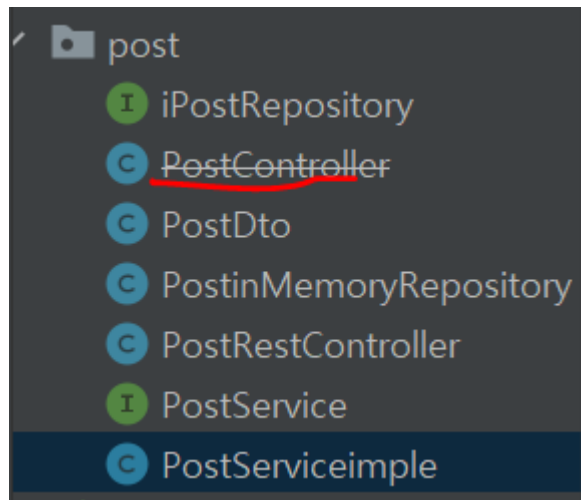 post
I iPostRepository
C PostController
C PostDto
C PostinMemoryRepository
C PostRestController
I PostService
C PostServiceimple